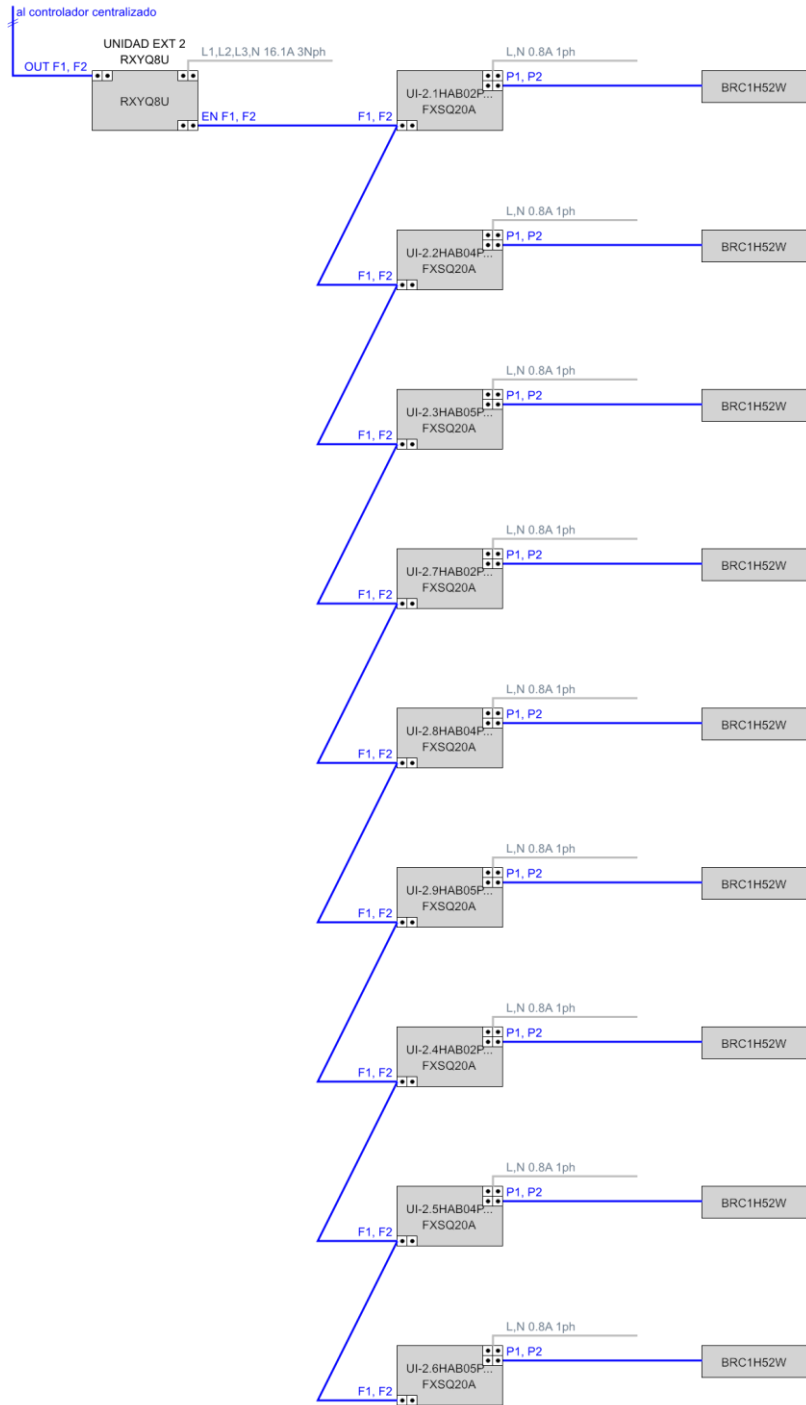 al controlador centralizado
UNIDAD EXT 2
RXYQ8U
L1,L2,L3,N 16.1A 3Nph
OUT F1, F2
RXYQ8U
EN F1, F2
L,N 0.8A 1ph
P1, P2
UI-2.1HAB02P...
FXSQ20A
F1, F2
BRC1H52W
L,N 0.8A 1ph
P1, P2
UI-2.2HAB04P...
FXSQ20A
F1, F2
BRC1H52W
L,N 0.8A 1ph
P1, P2
UI-2.3HAB05P...
FXSQ20A
F1, F2
BRC1H52W
L,N 0.8A 1ph
P1, P2
UI-2.7HAB02P...
FXSQ20A
F1, F2
BRC1H52W
L,N 0.8A 1ph
P1, P2
UI-2.8HAB04P...
FXSQ20A
F1, F2
BRC1H52W
L,N 0.8A 1ph
P1, P2
UI-2.9HAB05P...
FXSQ20A
F1, F2
BRC1H52W
L,N 0.8A 1ph
P1, P2
UI-2.4HAB02P...
FXSQ20A
F1, F2
BRC1H52W
L,N 0.8A 1ph
P1, P2
UI-2.5HAB04P...
FXSQ20A
F1, F2
BRC1H52W
L,N 0.8A 1ph
P1, P2
UI-2.6HAB05P...
FXSQ20A
F1, F2
BRC1H52W